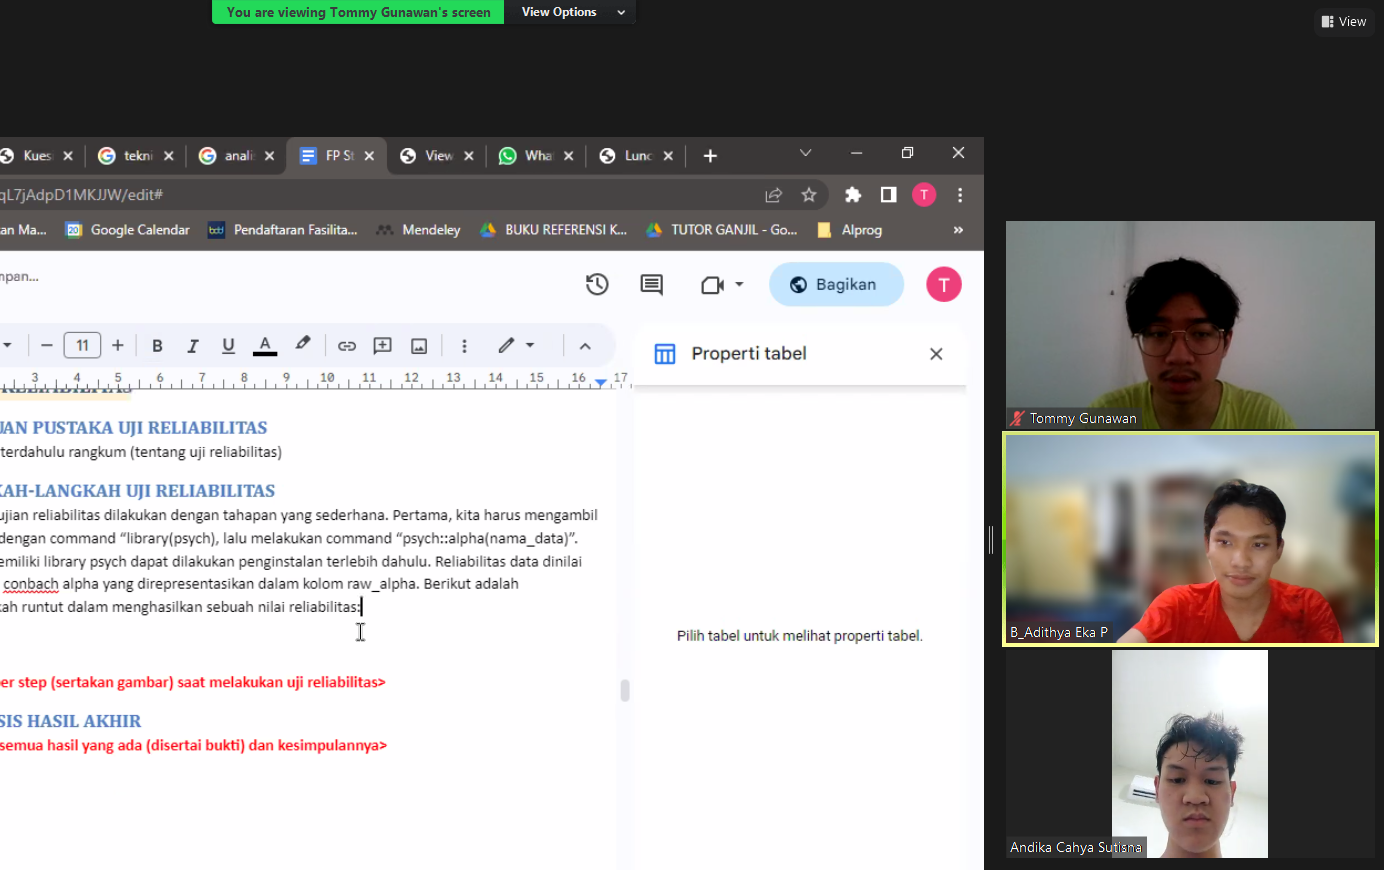 You are viewing Tommy Gunawan's screen
View Options
View
Kues
tekni
anali
FP St
View
Wha
Lunc
qL7jAdpD1MKJJW/edit#
T
an Ma...
20
Google Calendar
Pendaftaran Fasilita...
Mendeley
BUKU REFERENSI K...
TUTOR GANJIL - Go...
Alprog
»
mpan...
Bagikan
T
11
B
I
U
A
3 4 5 6 7 8 9 10 11 12 13 14 15 16 17
Properti tabel
RELIABILITAS
UAN PUSTAKA UJI RELIABILITAS
terdahulu rangkum (tentang uji reliabilitas)
KAH-LANGKAH UJI RELIABILITAS
ujian reliabilitas dilakukan dengan tahapan yang sederhana. Pertama, kita harus mengambil
dengan command “library(psych), lalu melakukan command “psych::alpha(nama_data)”.
emiliki library psych dapat dilakukan penginstalan terlebih dahulu. Reliabilitas data dinilai
conbach alpha yang direpresentasikan dalam kolom raw_alpha. Berikut adalah
kah runtut dalam menghasilkan sebuah nilai reliabilitas:
er step (sertakan gambar) saat melakukan uji reliabilitas>
SIS HASIL AKHIR
semua hasil yang ada (disertai bukti) dan kesimpulannya>
Pilih tabel untuk melihat properti tabel.
Tommy Gunawan
B_Adithya Eka P
Andika Cahya Sutisna